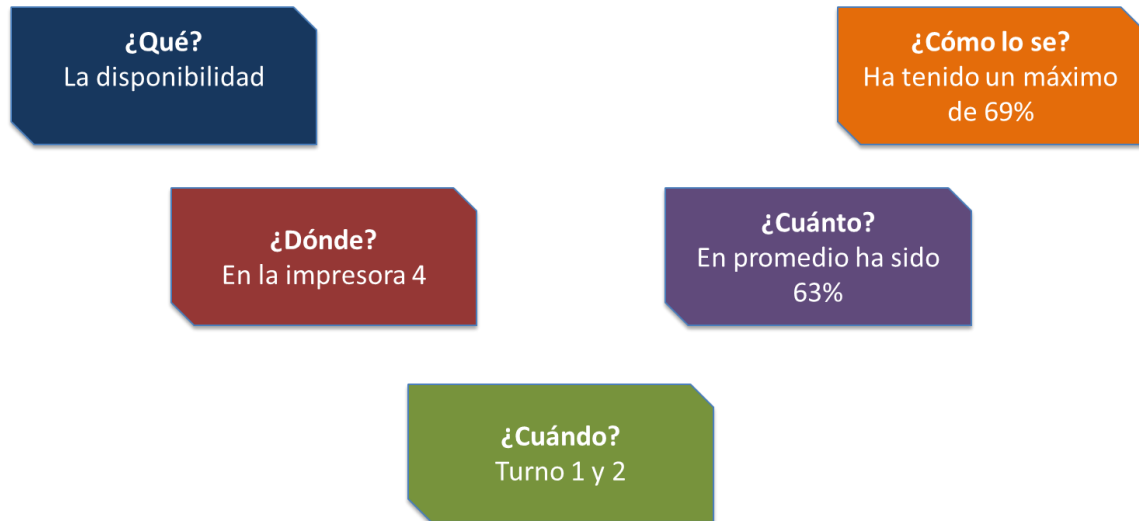 ¿Qué?
La disponibilidad
¿Cómo lo se?
Ha tenido un máximo
de 69%
¿Dónde?
En la impresora 4
¿Cuánto?
En promedio ha sido
63%
¿Cuándo?
Turno 1 y 2